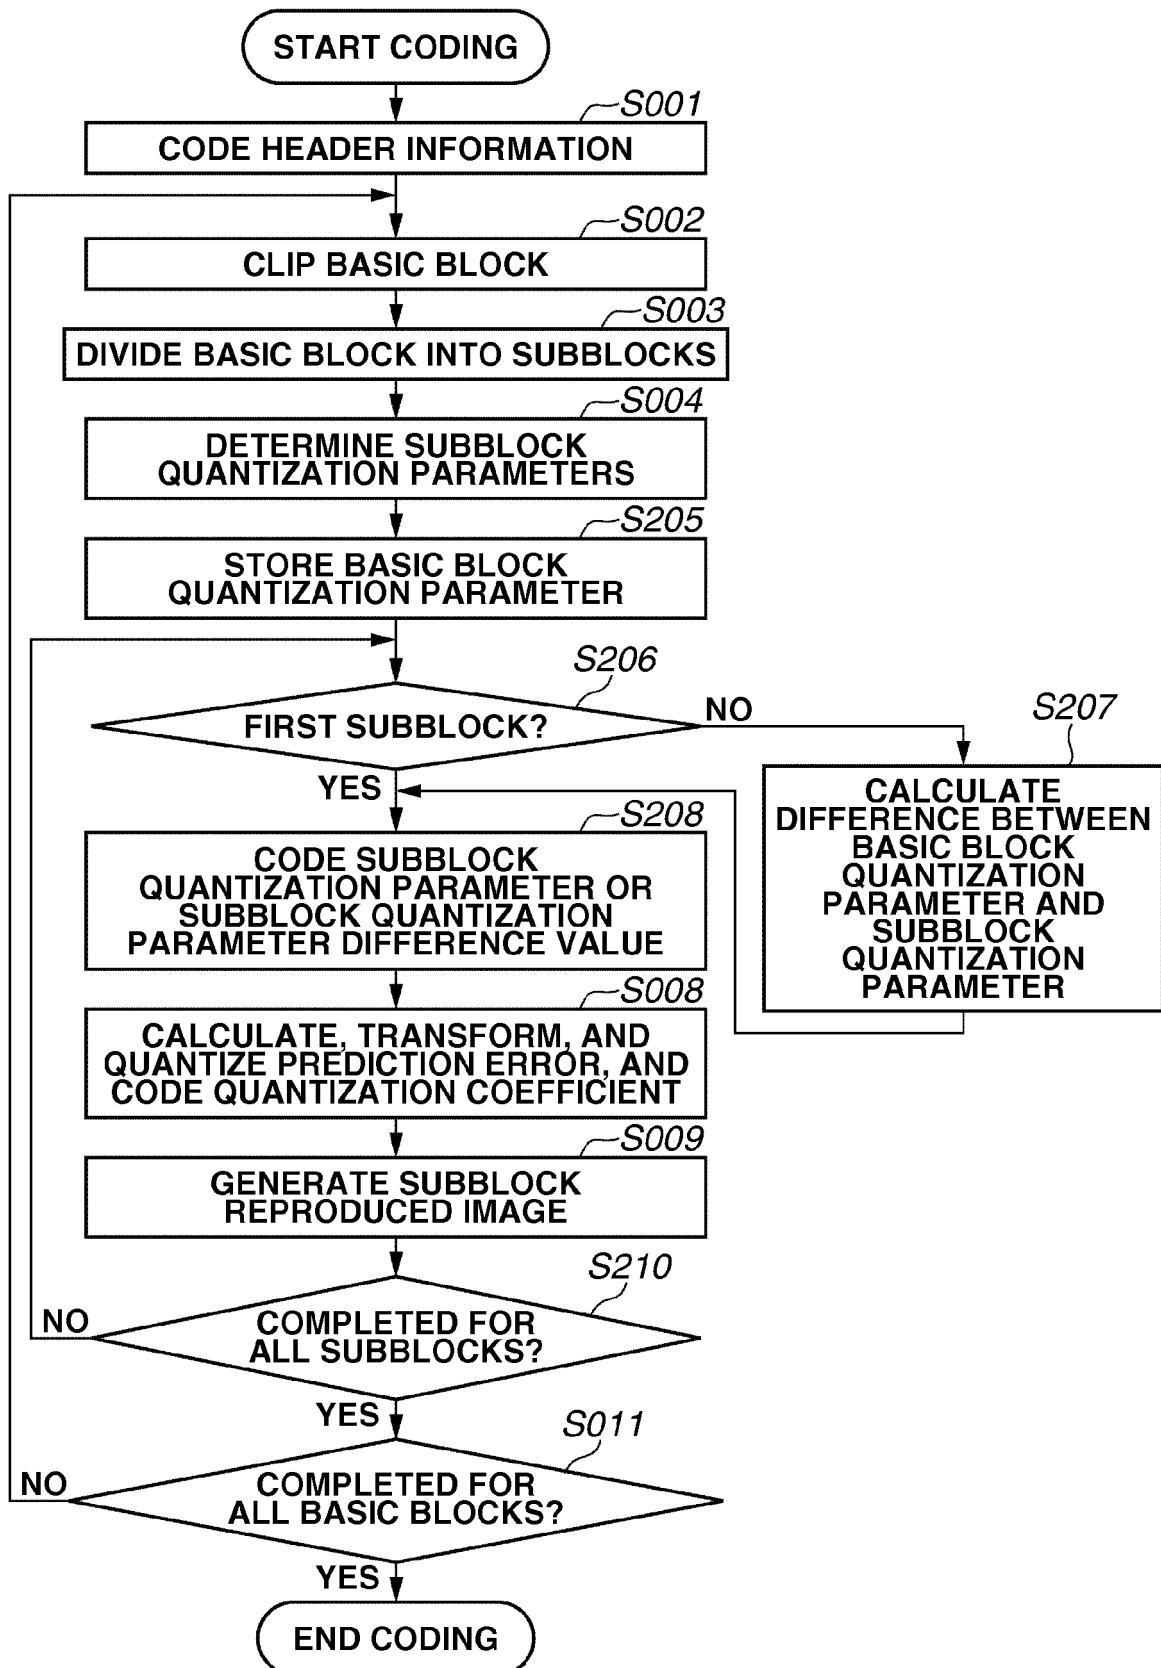 START CODING
S001
CODE HEADER INFORMATION
S002
CLIP BASIC BLOCK
S003
DIVIDE BASIC BLOCK INTO SUBBLOCKS
S004
DETERMINE SUBBLOCK
QUANTIZATION PARAMETERS
S205
STORE BASIC BLOCK
QUANTIZATION PARAMETER
S206
FIRST SUBBLOCK?
NO
YES
S207
CALCULATE
DIFFERENCE BETWEEN
BASIC BLOCK
QUANTIZATION
PARAMETER AND
SUBBLOCK
QUANTIZATION
PARAMETER
S208
CODE SUBBLOCK
QUANTIZATION PARAMETER OR
SUBBLOCK QUANTIZATION
PARAMETER DIFFERENCE VALUE
S008
CALCULATE, TRANSFORM, AND
QUANTIZE PREDICTION ERROR, AND
CODE QUANTIZATION COEFFICIENT
S009
GENERATE SUBBLOCK
REPRODUCED IMAGE
S210
COMPLETED FOR
ALL SUBBLOCKS?
NO
YES
S011
COMPLETED FOR
ALL BASIC BLOCKS?
NO
YES
END CODING